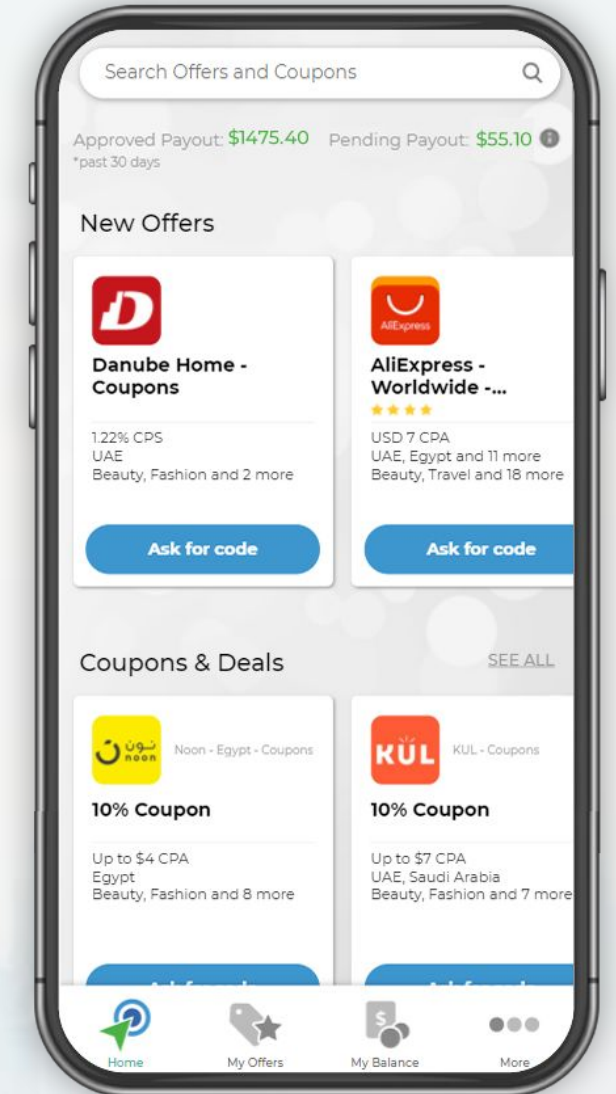 Search Offers and Coupons
Approved Payout: $1475.40 Pending Payout: $55.10
*past 30 days
New Offers
Danube Home -
Coupons
1.22% CPS
UAE
Beauty, Fashion and 2 more
Ask for code
AliExpress
AliExpress -
Worldwide -...
USD 7 CPA
UAE, Egypt and 11 more
Beauty, Travel and 18 more
Ask for code
Coupons & Deals
SEE ALL
نون
noon
Noon - Egypt - Coupons
10% Coupon
Up to $4 CPA
Egypt
Beauty, Fashion and 8 more
KÜL
KUL - Coupons
10% Coupon
Up to $7 CPA
UAE, Saudi Arabia
Beauty, Fashion and 7 more
Home
My Offers
My Balance
More